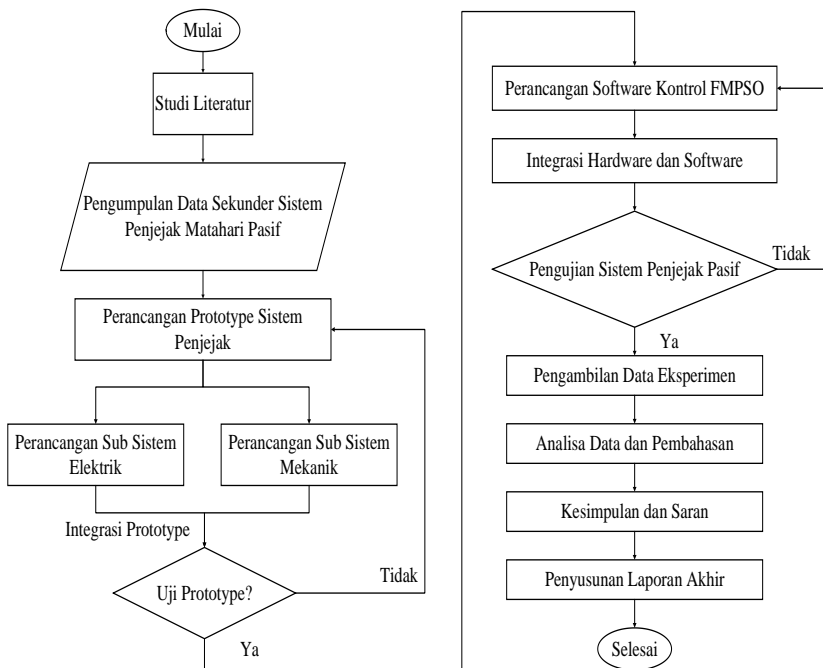 Mulai
Studi Literatur
Pengumpulan Data Sekunder Sistem
Penjejak Matahari Pasif
Perancangan Prototype Sistem
Penjejak
Perancangan Sub Sistem
Elektrik
Perancangan Sub Sistem
Mekanik
Integrasi Prototype
Uji Prototype?
Tidak
Ya
Perancangan Software Kontrol FMPSO
Integrasi Hardware dan Software
Pengujian Sistem Penjejak Pasif
Tidak
Ya
Pengambilan Data Eksperimen
Analisa Data dan Pembahasan
Kesimpulan dan Saran
Penyusunan Laporan Akhir
Selesai